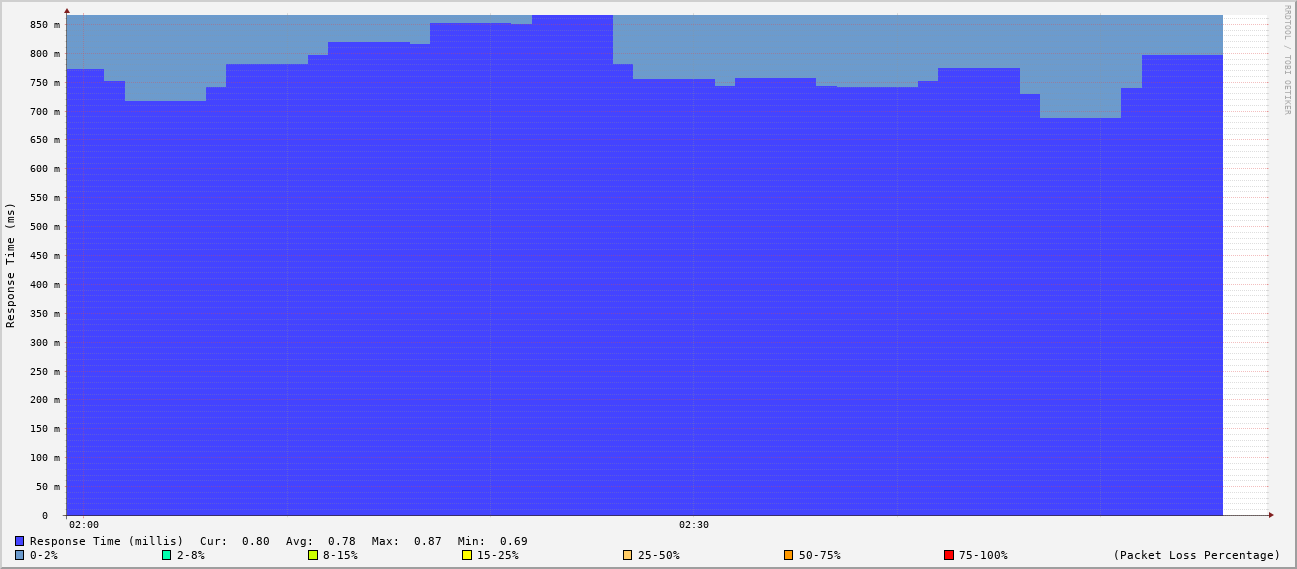 RRDTOOL / TOBI OETIKER
Response Time (ms)
850 m
800 m
750 m
700 m
650 m
600 m
550 m
500 m
450 m
400 m
350 m
300 m
250 m
200 m
150 m
100 m
50 m
0
02:00 02:30
Response Time (millis) Cur: 0.80 Avg: 0.78 Max: 0.87 Min: 0.69
0-2% 2-8% 8-15% 15-25% 25-50% 50-75% 75-100% (Packet Loss Percentage)